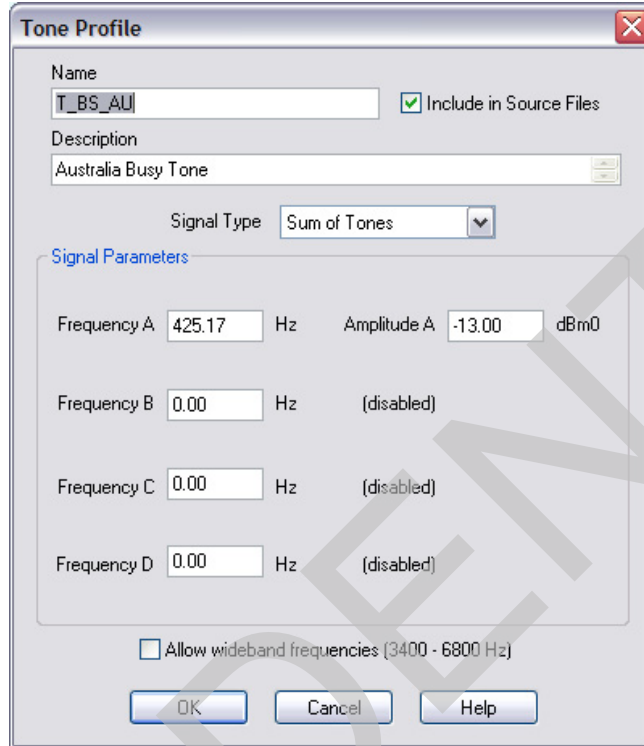 Tone Profile
Name
T_BS_AU
Include in Source Files
Description
Australia Busy Tone
Signal Type Sum of Tones
Signal Parameters
Frequency A 425.17 Hz Amplitude A -13.00 dBm0
Frequency B 0.00 Hz (disabled)
Frequency C 0.00 Hz (disabled)
Frequency D 0.00 Hz (disabled)
Allow wideband frequencies (3400 - 6800 Hz)
OK Cancel Help
DENT